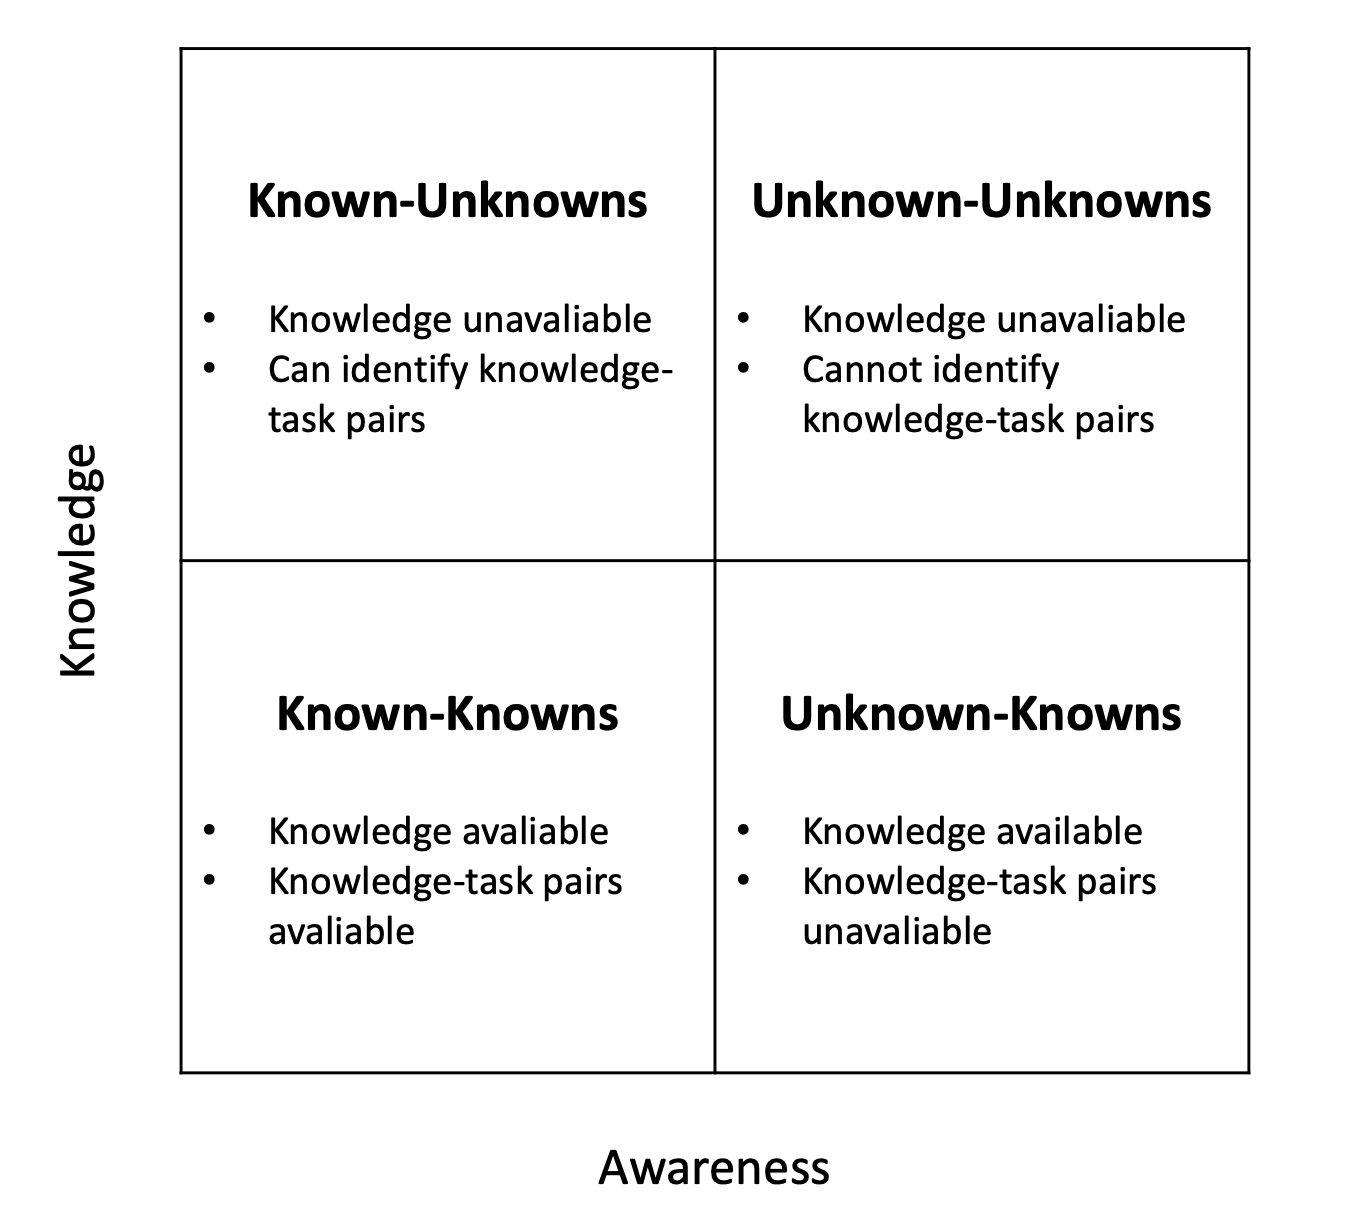 Known-Unknowns
• Knowledge unavaliable
• Can identify knowledge-
task pairs
Unknown-Unknowns
• Knowledge unavaliable
• Cannot identify
knowledge-task pairs
Knowledge
Known-Knowns
• Knowledge avaliable
• Knowledge-task pairs
avaliable
Unknown-Knowns
• Knowledge available
• Knowledge-task pairs
unavaliable
Awareness